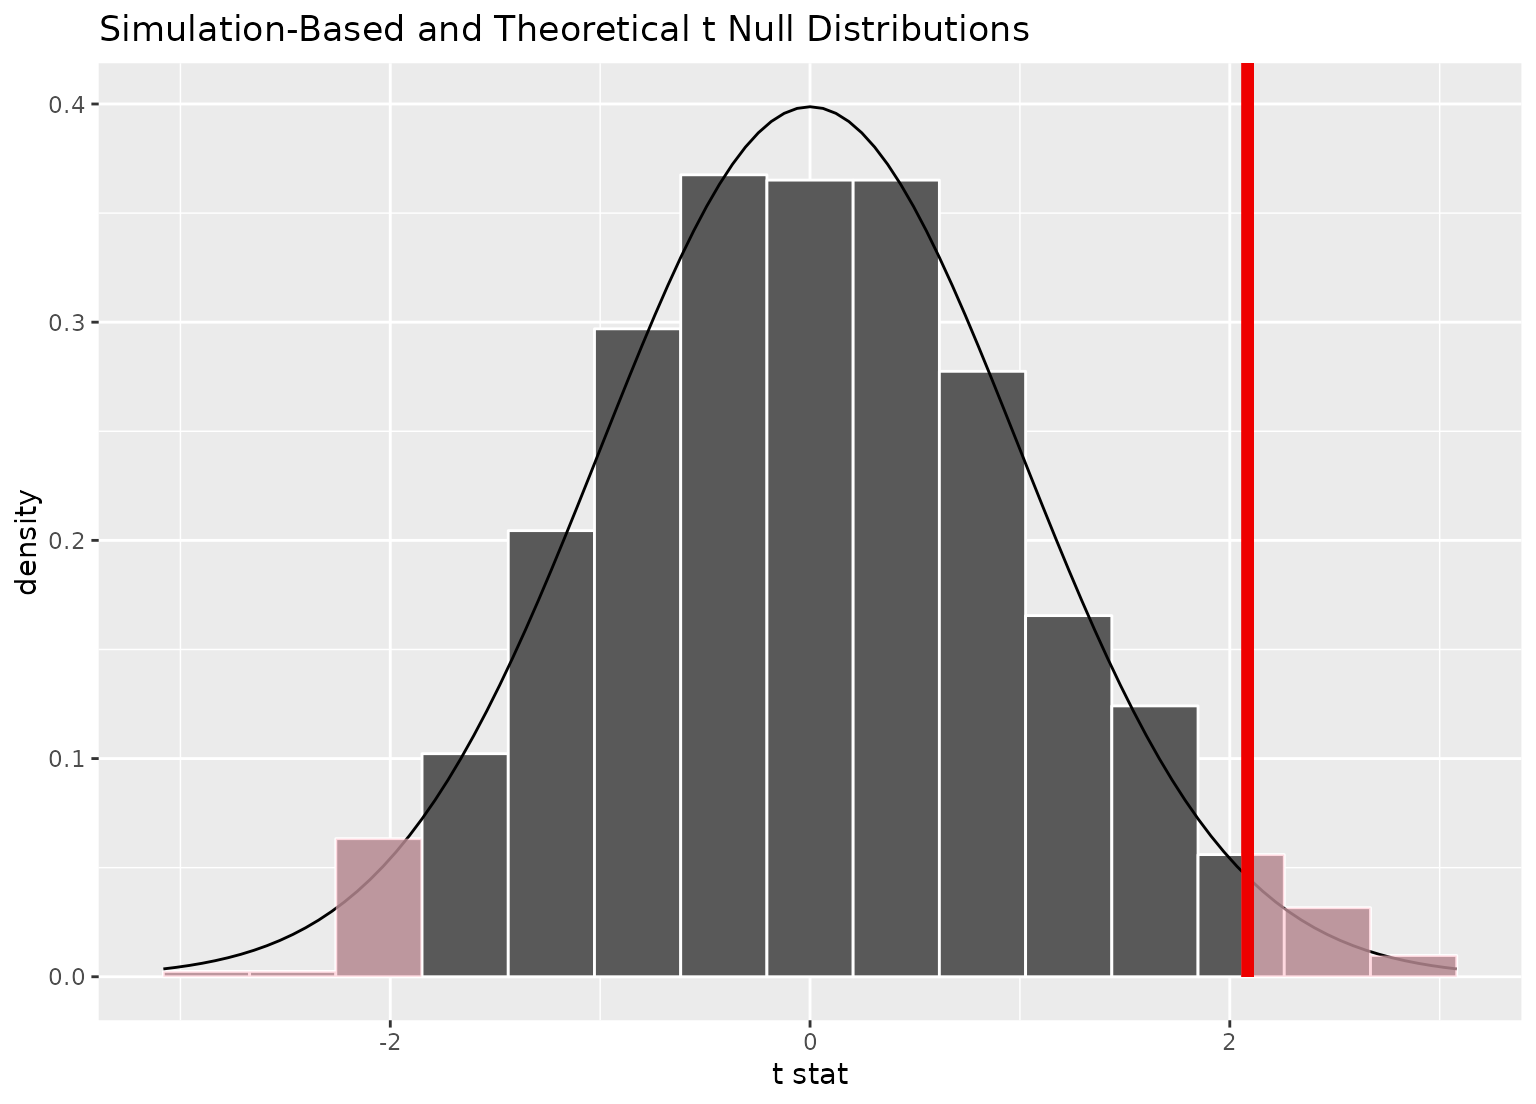 Simulation-Based and Theoretical t Null Distributions
0.4
0.3
0.2
0.1
0.0
density
-2
0
2
t stat